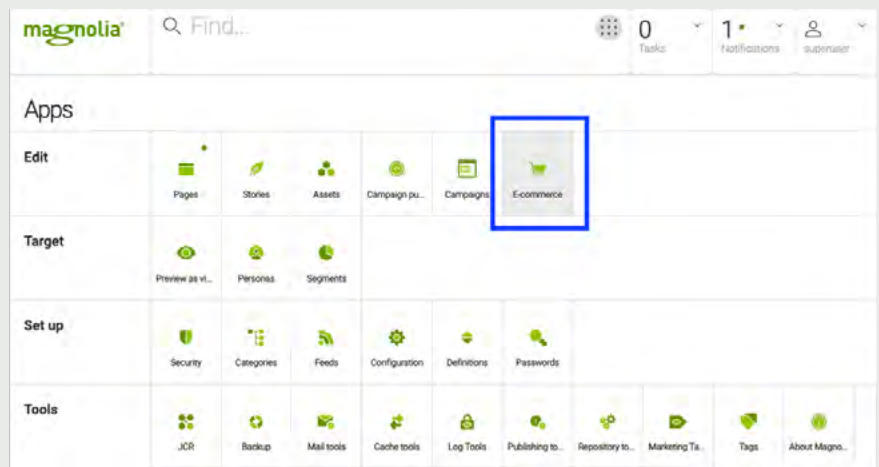 magnolia®
Find...
0
Tasks
1
Notifications
superuser
Apps
Edit
Pages
Stories
Assets
Campaign pu...
Campaigns
E-commerce
Target
Preview as vi...
Personas
Segments
Set up
Security
Categories
Feeds
Configuration
Definitions
Passwords
Tools
JCR
Backup
Mail tools
Cache tools
Log Tools
Publishing to...
Repository to...
Marketing Ta...
Tags
About Magno...